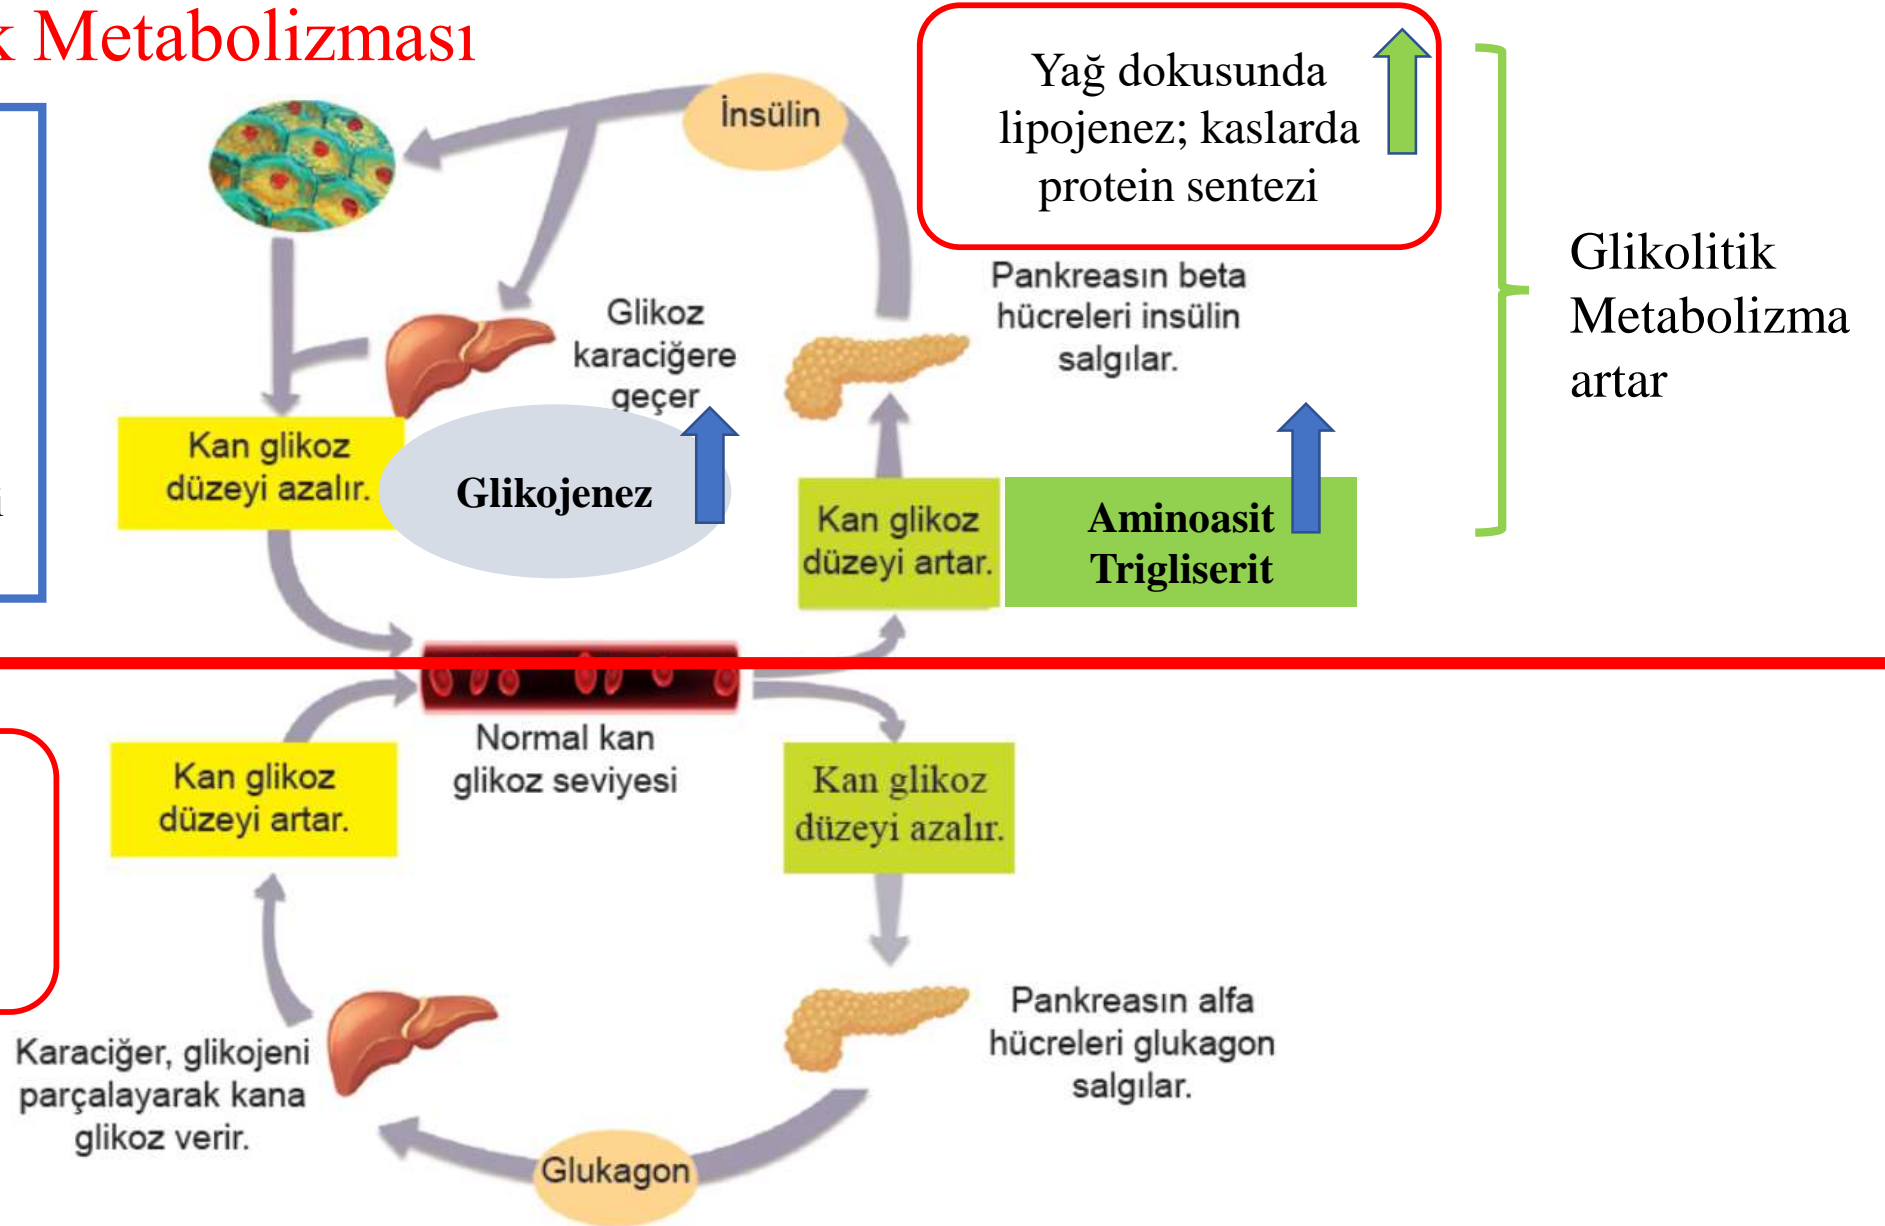 k Metabolizması
İnsülin
Yağ dokusunda
lipojenez; kaslarda
protein sentezi
Glikolitik
Metabolizma
artar
Pankreasın beta
hücreleri insülin
salgılar.
Glikoz
karaciğere
geçer
Kan glikoz
düzeyi azalır.
Glikojenez
i
Kan glikoz
düzeyi artar.
Aminoasit
Trigliserit
Normal kan
glikoz seviyesi
Kan glikoz
düzeyi artar.
Kan glikoz
düzeyi azalır.
Pankreasın alfa
hücreleri glukagon
salgılar.
Karaciğer, glikojeni
parçalayarak kana
glikoz verir.
Glukagon